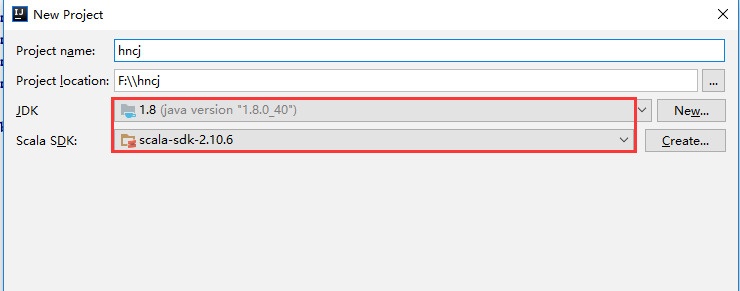 New Project
Project name: hncj
Project location: F:\\hncj ...
JDK 1.8 (java version "1.8.0_40") New...
Scala SDK: scala-sdk-2.10.6 Create...